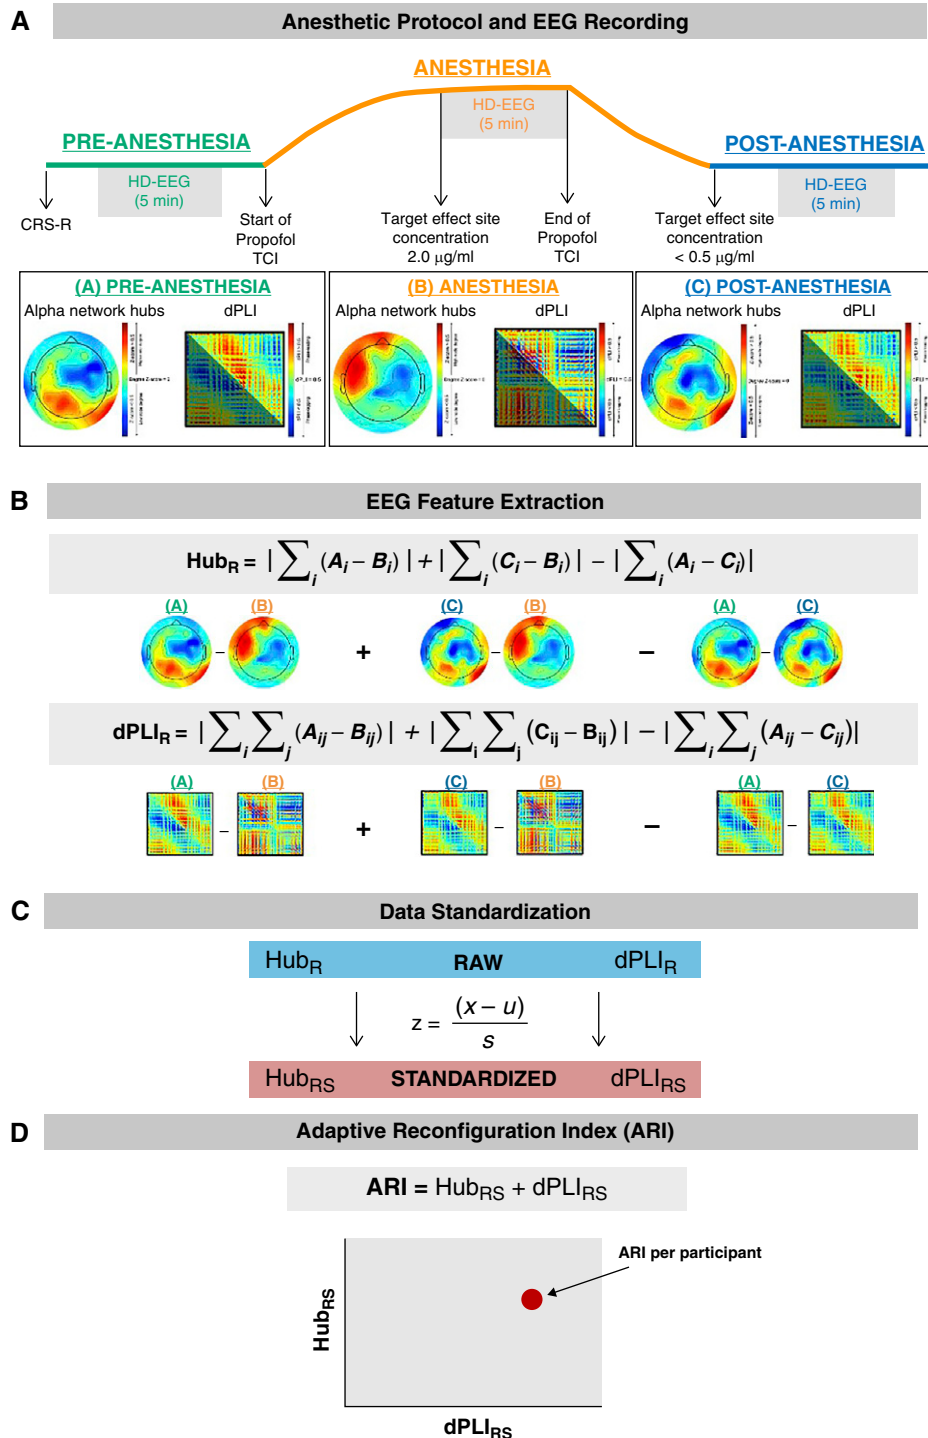 A Anesthetic Protocol and EEG Recording
ANESTHESIA
HD-EEG
(5 min)
PRE-ANESTHESIA
POST-ANESTHESIA
HD-EEG
(5 min)
HD-EEG
(5 min)
CRS-R
Start of
Propofol
TCI
Target effect site
concentration
2.0 µg/ml
End of
Propofol
TCI
Target effect site
concentration
< 0.5 µg/ml
(A) PRE-ANESTHESIA
Alpha network hubs dPLI
(B) ANESTHESIA
Alpha network hubs dPLI
(C) POST-ANESTHESIA
Alpha network hubs dPLI
B EEG Feature Extraction
Hub_R = |∑_i (A_i – B_i)| + |∑_i (C_i – B_i)| – |∑_i (A_i – C_i)|
(A) (B) (C) (B) (A) (C)
– + – – –
dPLI_R = |∑_i ∑_j (A_ij – B_ij)| + |∑_i ∑_j (C_ij – B_ij)| – |∑_i ∑_j (A_ij – C_ij)|
(A) (B) (C) (B) (A) (C)
– + – – –
C Data Standardization
Hub_R RAW dPLI_R
z = (x – u) / s
Hub_RS STANDARDIZED dPLI_RS
D Adaptive Reconfiguration Index (ARI)
ARI = Hub_RS + dPLI_RS
ARI per participant
Hub_RS
dPLI_RS